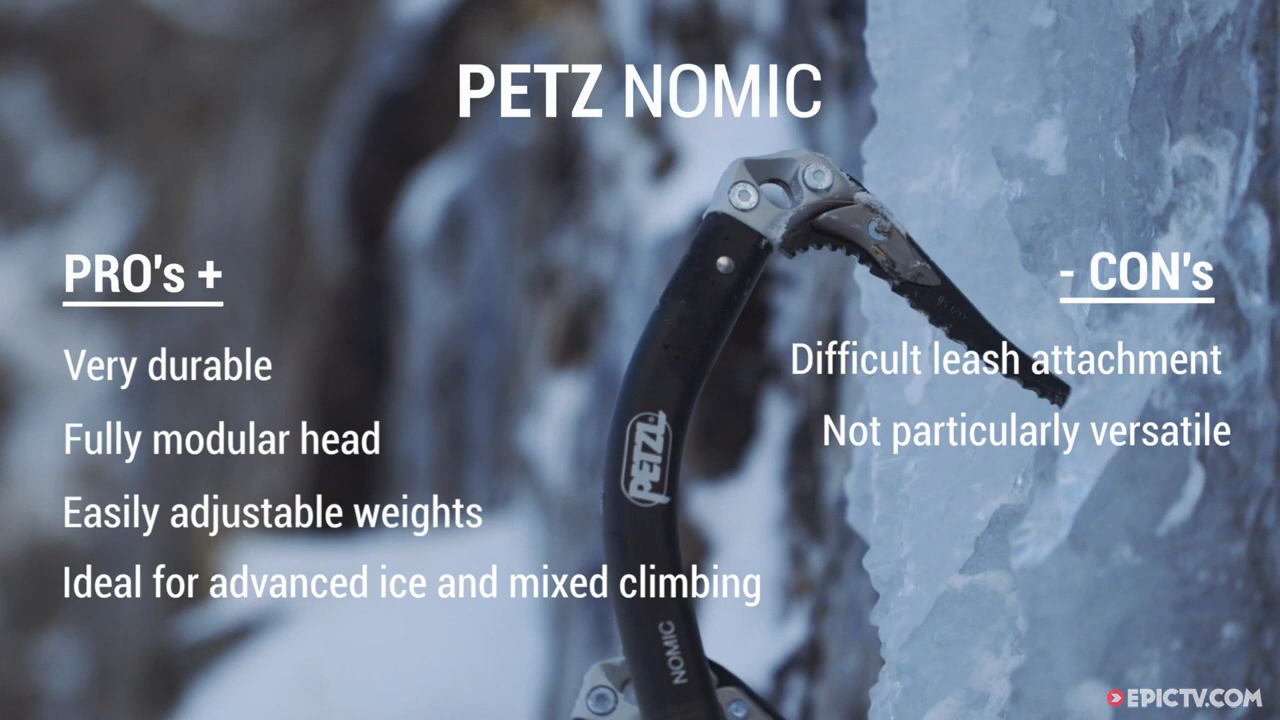 PETZ NOMIC
PRO's +
Very durable
Fully modular head
Easily adjustable weights
Ideal for advanced ice and mixed climbing
- CON's
Difficult leash attachment
Not particularly versatile
PETZL
NOMIC
EPICTV.COM